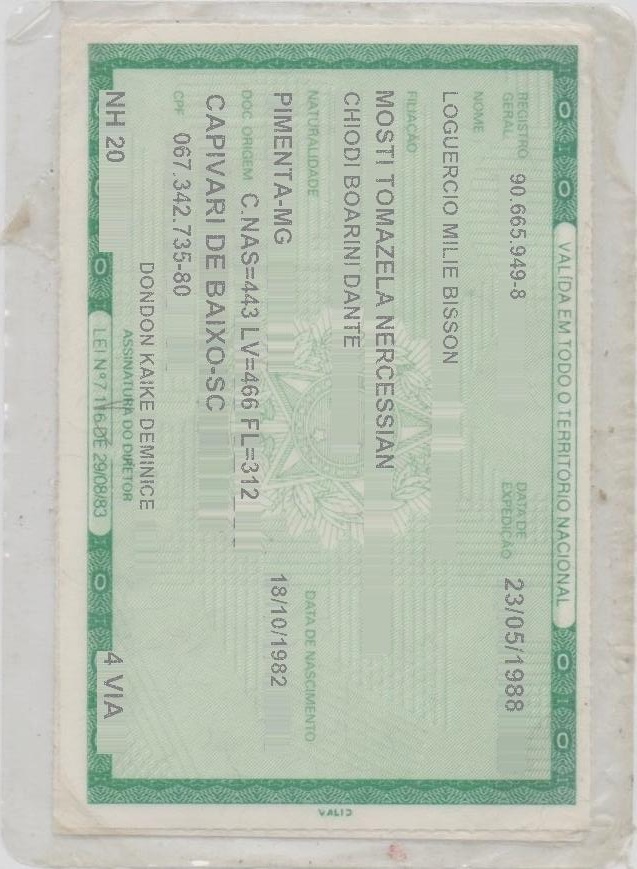 VALIDA EM TODO O TERRITÓRIO NACIONAL
REGISTRO GERAL 90.665.949-8 DATA DE EXPEDIÇÃO 23/05/1988
NOME
LOGUERCIO MILIE BISSON
FILIAÇÃO
MOSTI TOMAZELA NERCESSIAN
CHIODI BOARINI DANTE
NATURALIDADE DATA DE NASCIMENTO
PIMENTA-MG 18/10/1982
DOC ORIGEM C.NAS=443 LV=466 FL=312
CAPIVARI DE BAIXO-SC
CPF 067.342.735-80
DONDON KAIKE DEMINICE
ASSINATURA DO DIRETOR
NH 20 4 VIA
LEI Nº 7.116 DE 29/08/83